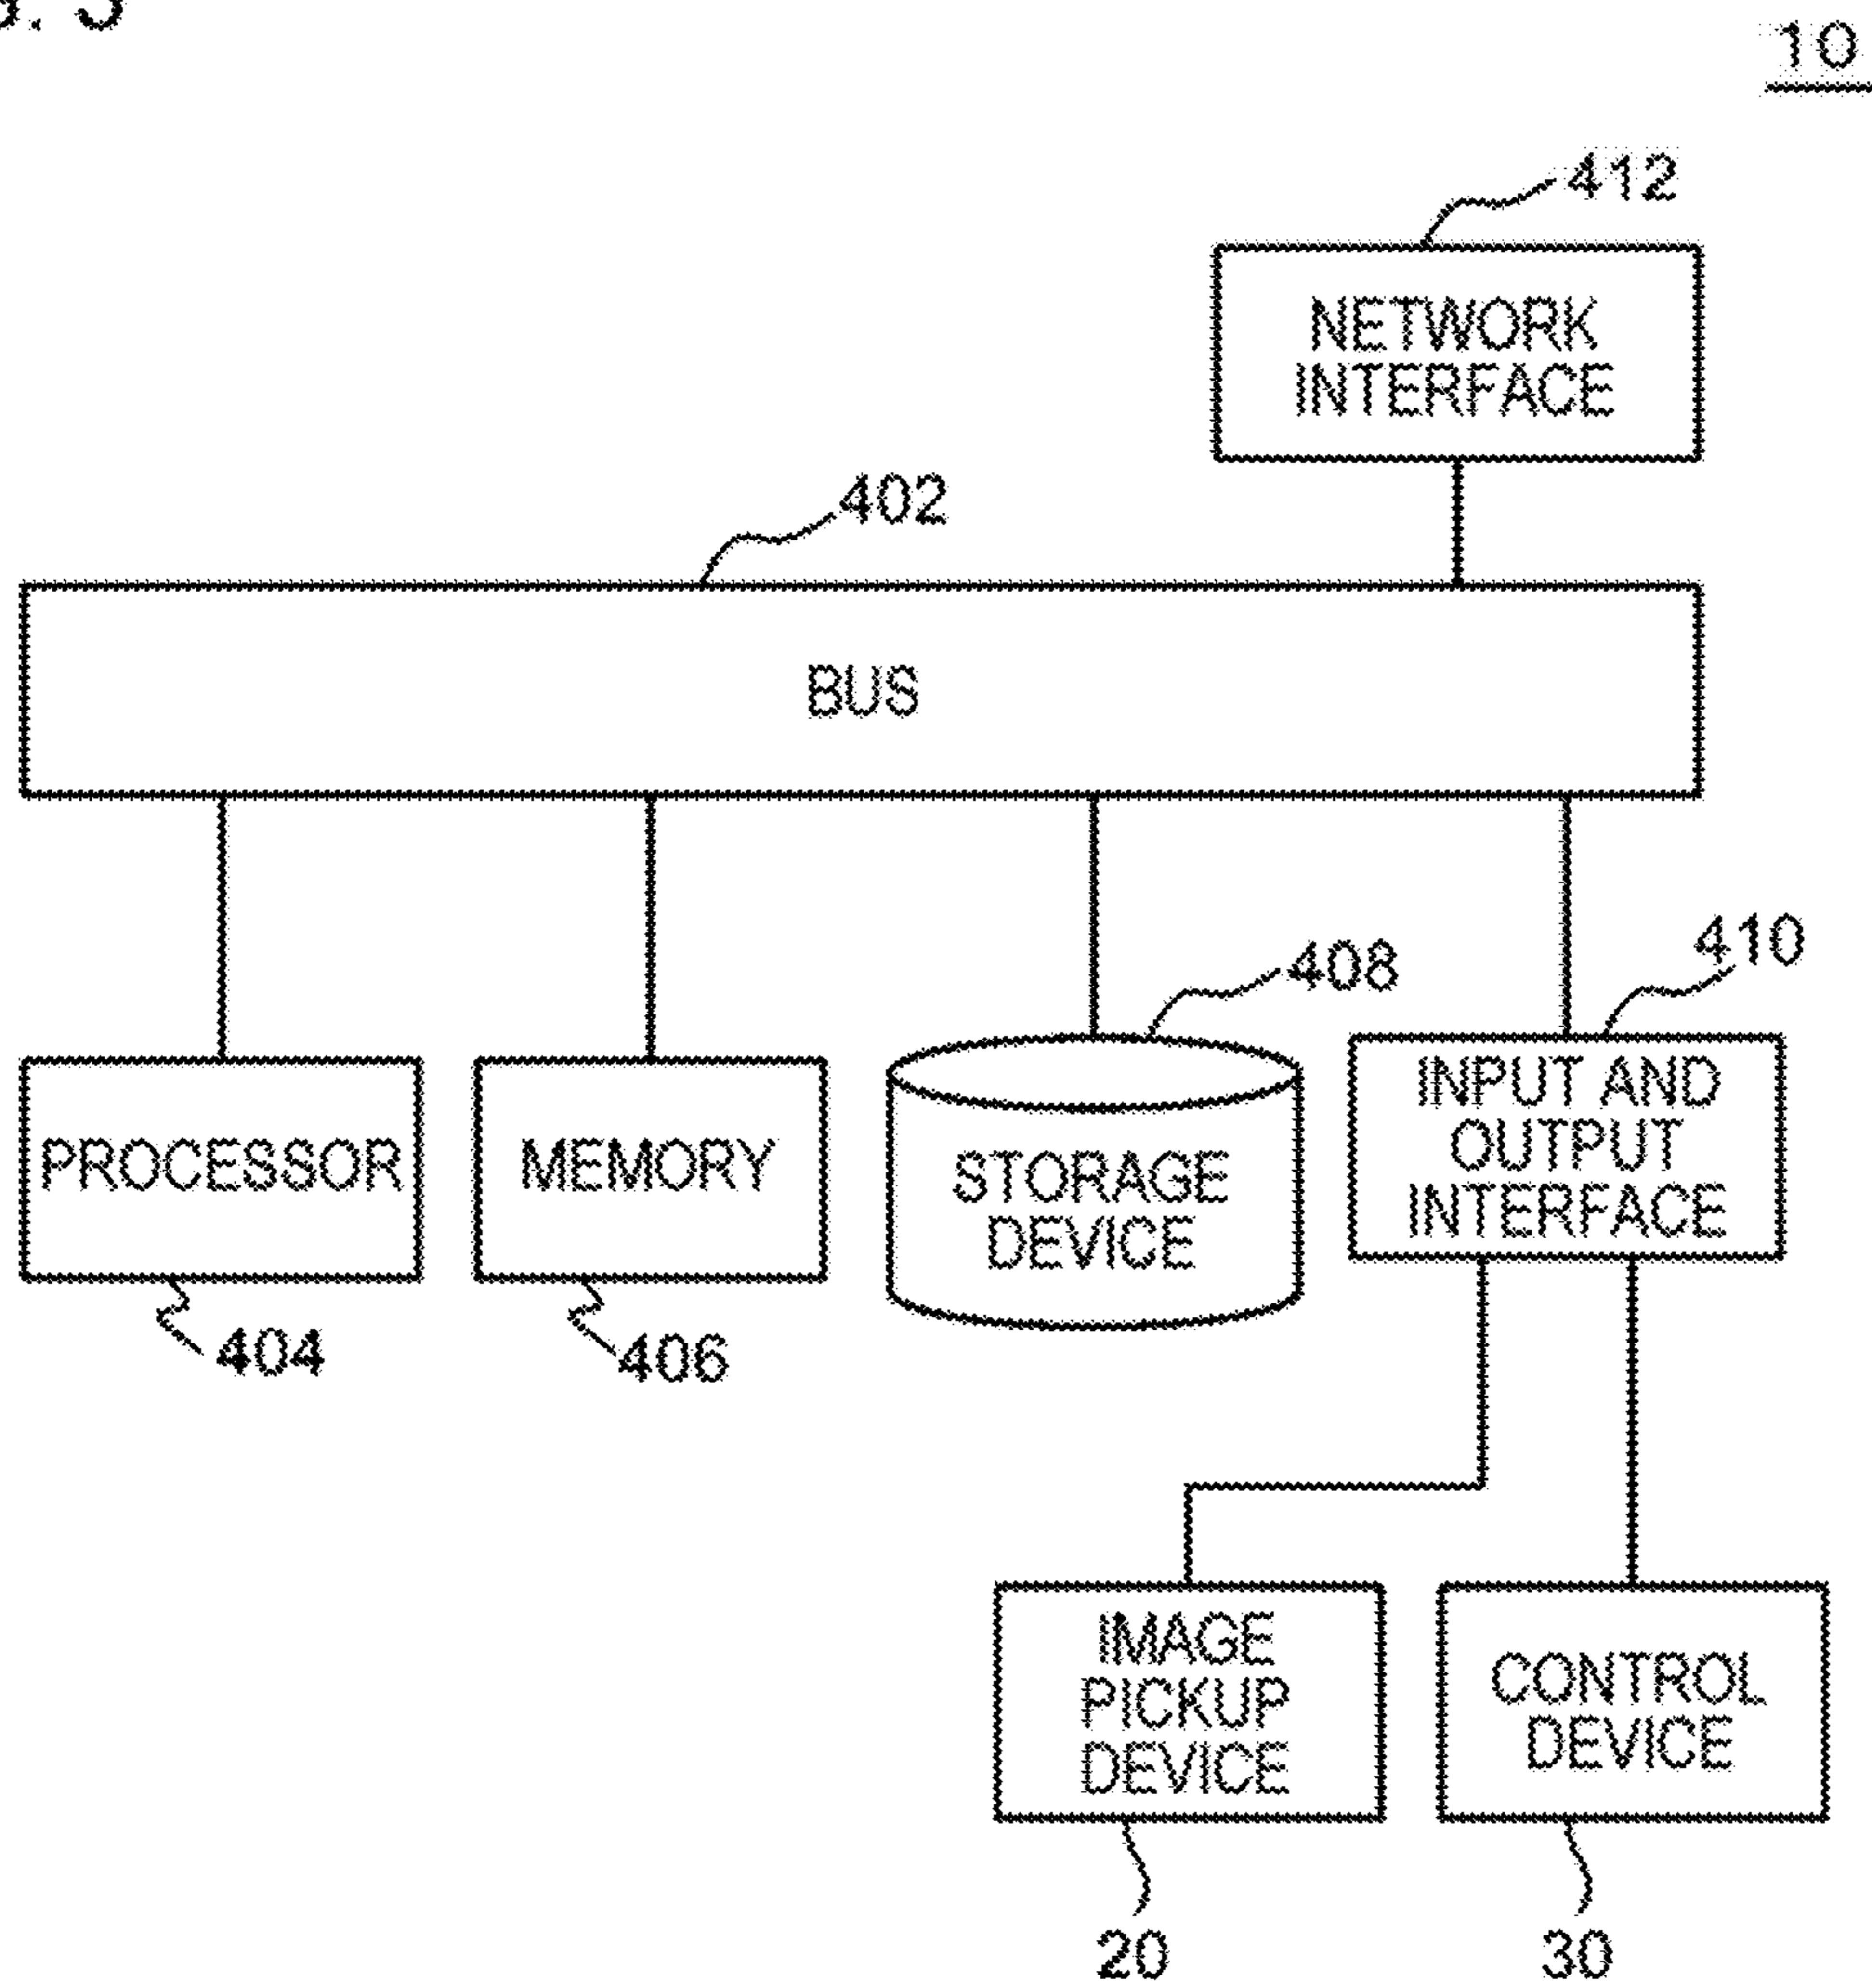 10
412
NETWORK
INTERFACE
402
BUS
408
410
PROCESSOR
MEMORY
STORAGE
DEVICE
INPUT AND
OUTPUT
INTERFACE
404
406
IMAGE
PICKUP
DEVICE
CONTROL
DEVICE
20
30